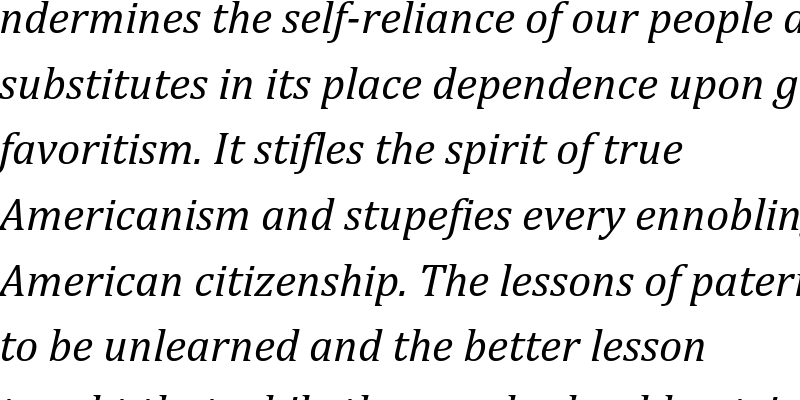 ndermines the self-reliance of our people
substitutes in its place dependence upon
favoritism. It stifles the spirit of true
Americanism and stupefies every ennoblin
American citizenship. The lessons of pater
to be unlearned and the better lesson